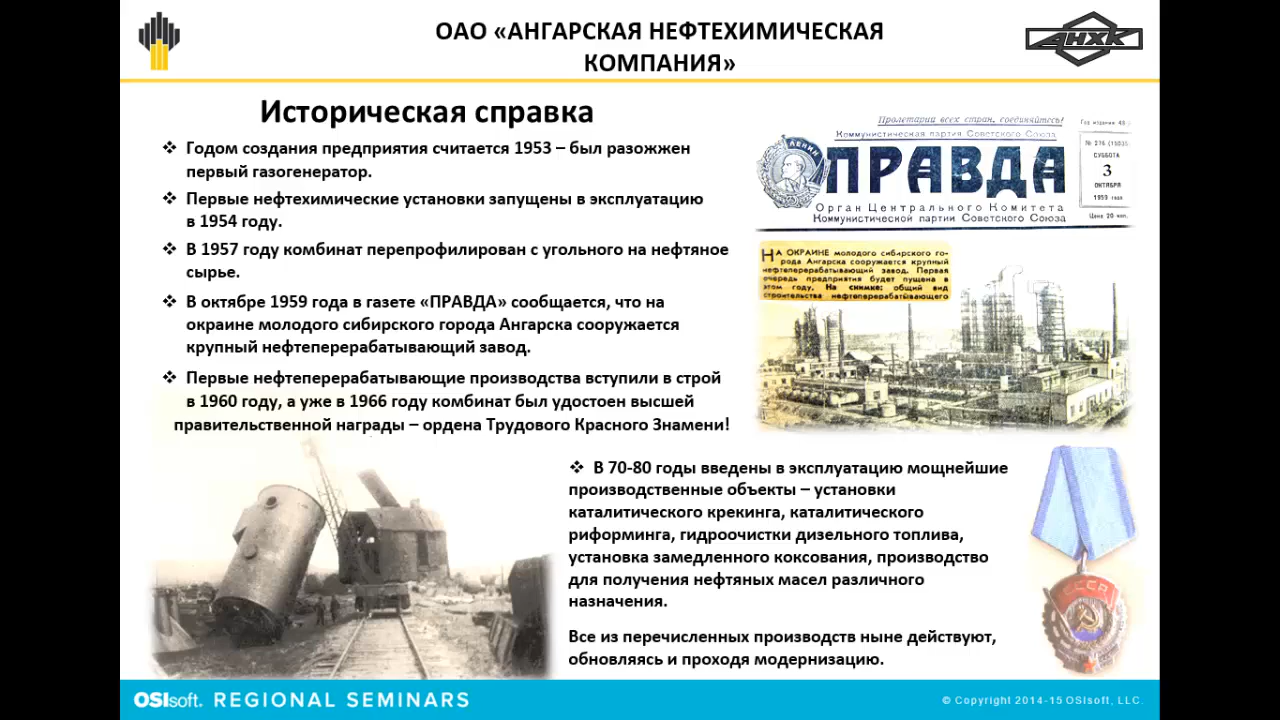 ОАО «АНГАРСКАЯ НЕФТЕХИМИЧЕСКАЯ
КОМПАНИЯ»
АНХК
Историческая справка
❖ Годом создания предприятия считается 1953 – был разожжен
первый газогенератор.
❖ Первые нефтехимические установки запущены в эксплуатацию
в 1954 году.
❖ В 1957 году комбинат перепрофилирован с угольного на нефтяное
сырье.
❖ В октябре 1959 года в газете «ПРАВДА» сообщается, что на
окраине молодого сибирского города Ангарска сооружается
крупный нефтеперерабатывающий завод.
❖ Первые нефтеперерабатывающие производства вступили в строй
в 1960 году, а уже в 1966 году комбинат был удостоен высшей
правительственной награды – ордена Трудового Красного Знамени!
Пролетарии всех стран, соединяйтесь!
Коммунистическая партия Советского Союза
ЛЕНИН
ПРАВДА
Орган Центрального Комитета
Коммунистической партии Советского Союза
Год издания 48
№ 276
СУББОТА
3
ОКТЯБРЯ
1959 года
Цена 20 коп.
НА ОКРАИНЕ молодого сибирского го-
рода Ангарска сооружается крупный
нефтеперерабатывающий завод. Первая
очередь предприятия будет пущена в
этом году. На снимке: общий вид
строительства нефтеперерабатывающего
❖ В 70-80 годы введены в эксплуатацию мощнейшие
производственные объекты – установки
каталитического крекинга, каталитического
риформинга, гидроочистки дизельного топлива,
установка замедленного коксования, производство
для получения нефтяных масел различного
назначения.
Все из перечисленных производств ныне действуют,
обновляясь и проходя модернизацию.
СССР
OSIsoft. REGIONAL SEMINARS
© Copyright 2014-15 OSIsoft, LLC.